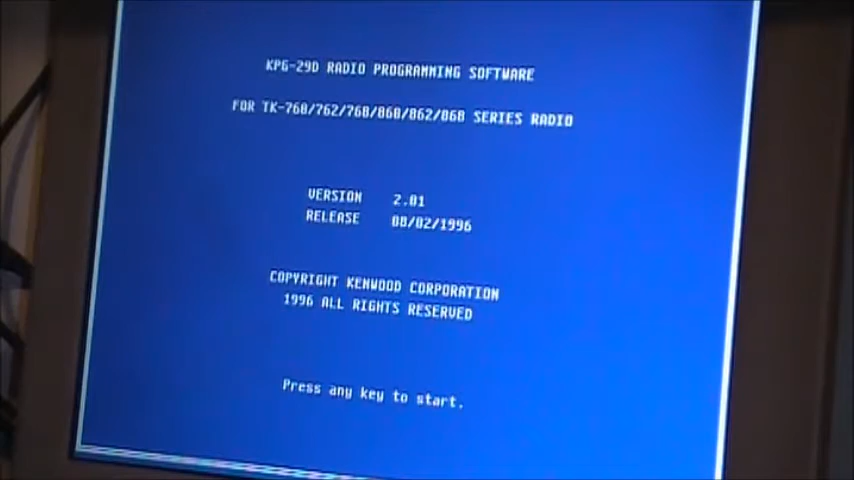 KPG-29D RADIO PROGRAMMING SOFTWARE
FOR TK-760/762/768/860/862/868 SERIES RADIO
VERSION 2.01
RELEASE 08/02/1996
COPYRIGHT KENWOOD CORPORATION
1996 ALL RIGHTS RESERVED
Press any key to start.